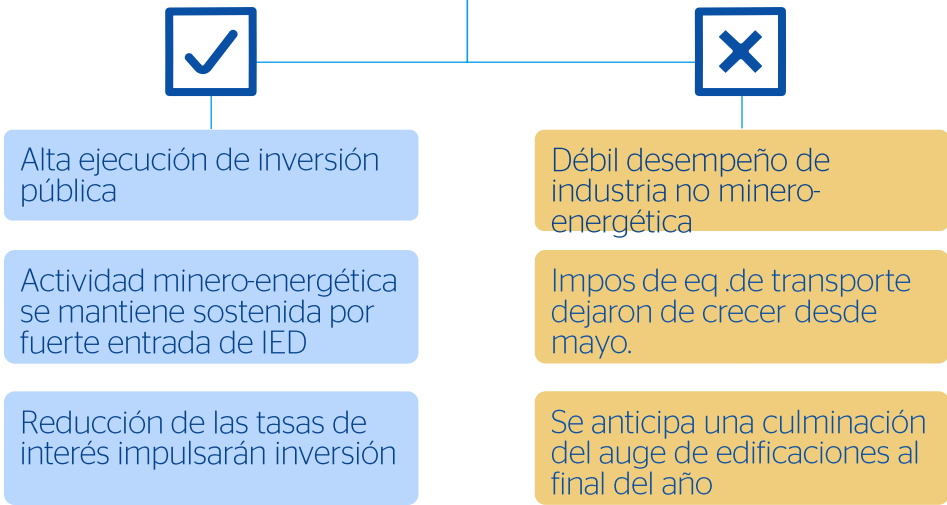 Alta ejecución de inversión
pública
Actividad minero-energética
se mantiene sostenida por
fuerte entrada de IED
Reducción de las tasas de
interés impulsarán inversión
Débil desempeño de
industria no minero-
energética
Impos de eq .de transporte
dejaron de crecer desde
mayo.
Se anticipa una culminación
del auge de edificaciones al
final del año